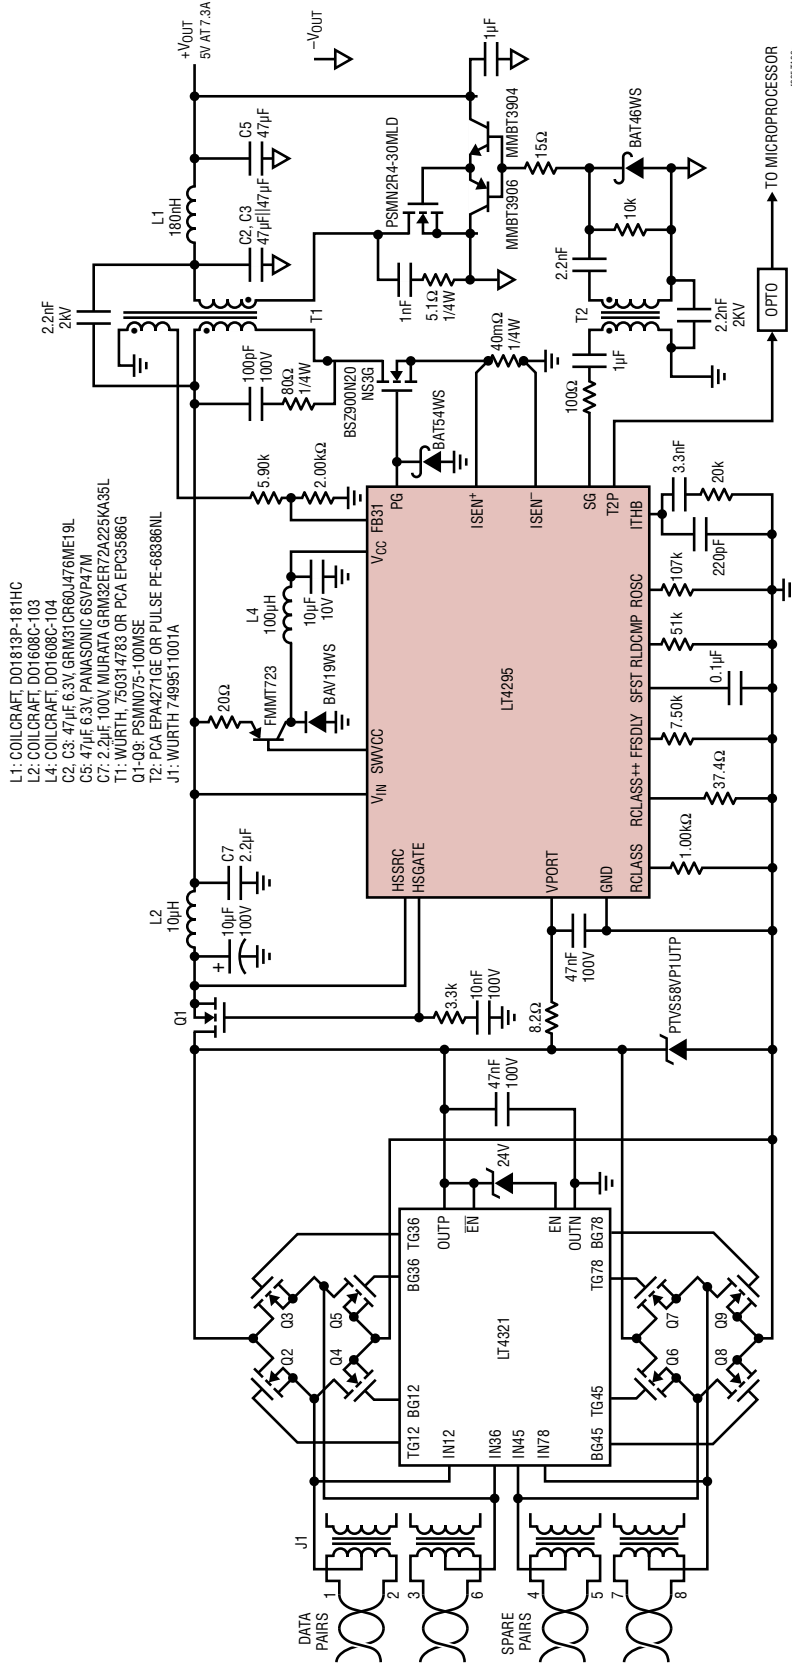 L1: COILCRAFT, DO1813P-181HC
L2: COILCRAFT, DO1608C-103
L4: COILCRAFT, DO1608C-104
C2, C3: 47µF, 6.3V, GRM31CR60J476ME19L
C5: 47µF, 6.3V, PANASONIC 6SVP47M
C7: 2.2µF, 100V, MURATA GRM32ER72A225KA35L
T1: WÜRTH, 750314783 OR PCA EPC3586G
Q1-Q9: PSMN075-100MSE
T2: PCA EPA4271GE OR PULSE PE-68386NL
J1: WURTH 7499511001A
DATA
PAIRS
SPARE
PAIRS
1
2
3
6
4
5
7
8
J1
Q2
Q3
Q4
Q5
Q6
Q7
Q8
Q9
TG12
BG12
BG36
TG36
IN12
IN36
IN45
IN78
LT4321
OUTP
EN
EN
OUTN
BG45
TG45
TG78
BG78
24V
47nF
100V
Q1
3.3k
10nF
100V
8.2Ω
47nF
100V
PTVS58VP1UTP
+
10µF
100V
L2
10µH
C7
2.2µF
HSSRC
HSGATE
VIN
SWVCC
VCC
FB31
VPORT
GND
LT4295
PG
ISEN+
ISEN–
SG
T2P
RCLASS
RCLASS++
FFSDLY
SFST
RLDCMP
ROSC
ITHB
1.00kΩ
37.4Ω
7.50k
0.1µF
51k
107k
220pF
3.3nF
20k
20Ω
FMMT723
BAV19WS
L4
100µH
10µF
10V
5.90k
2.00kΩ
BAT54WS
BSZ900N20
NS3G
100pF
100V
80Ω
1/4W
40mΩ
1/4W
100Ω
1µF
2.2nF
2KV
T1
T2
2.2nF
2KV
2.2nF
10k
BAT46WS
15Ω
1nF
5.1Ω
1/4W
PSMN2R4-30MLD
MMBT3906
MMBT3904
1µF
L1
180nH
C2, C3
47µF||47µF
C5
47µF
+VOUT
5V AT 7.3A
–VOUT
OPTO
TO MICROPROCESSOR